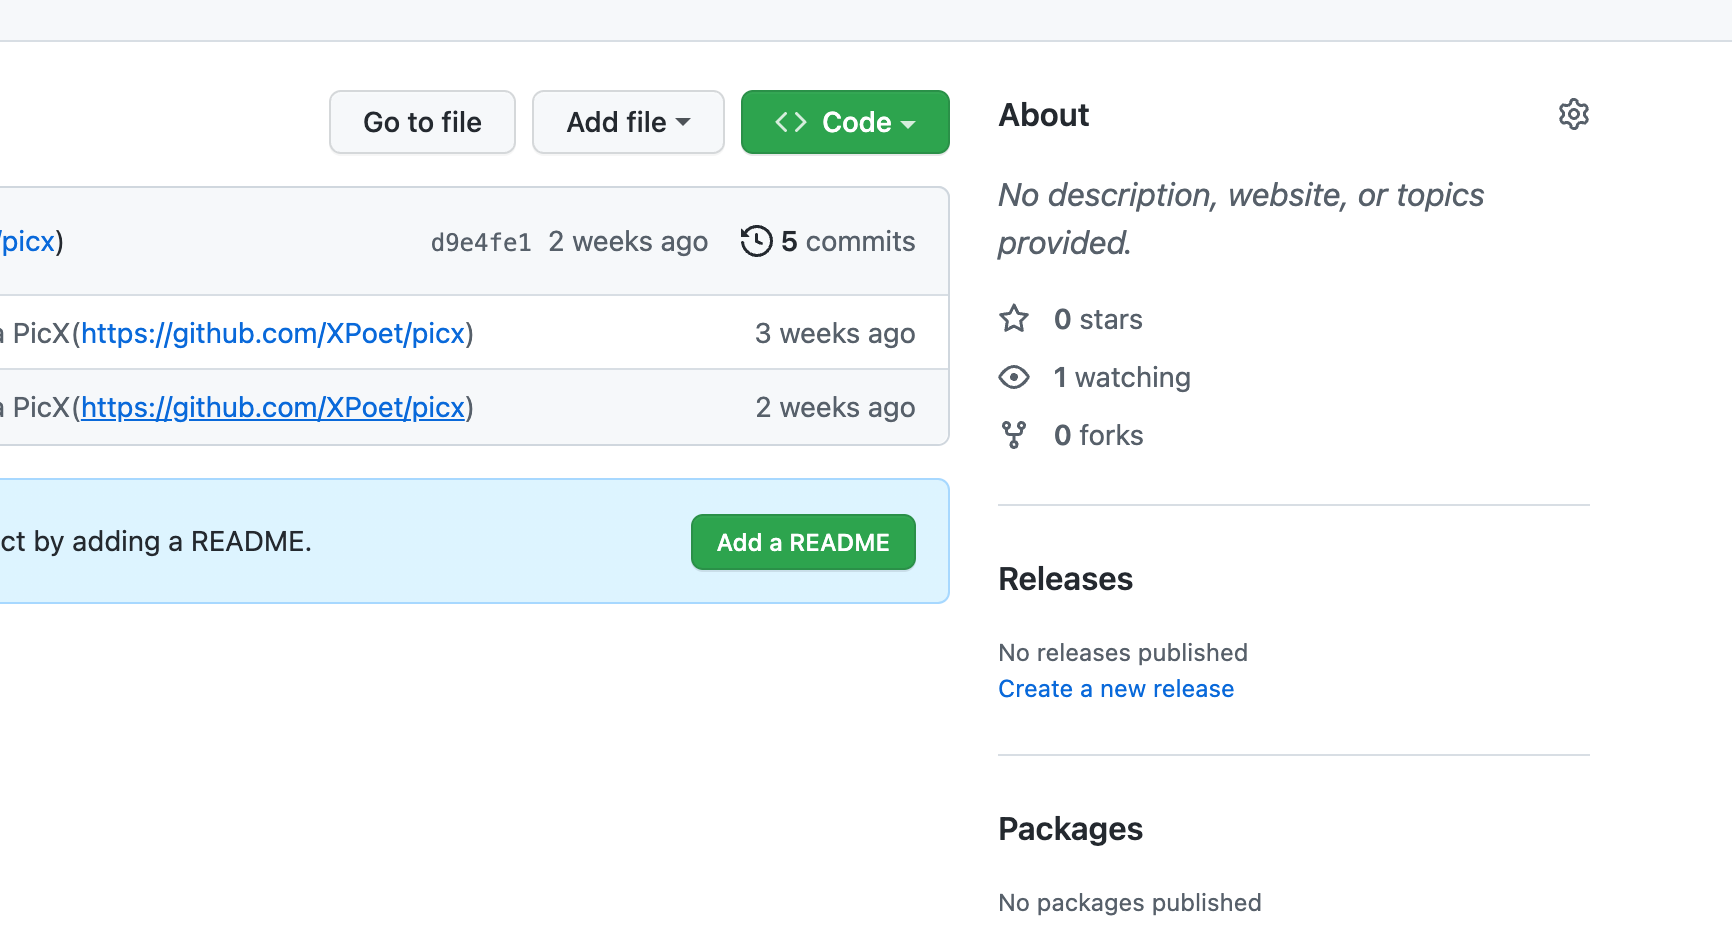 Go to file
Add file
Code
/picx)
d9e4fe1 2 weeks ago
5 commits
PicX(https://github.com/XPoet/picx)
3 weeks ago
PicX(https://github.com/XPoet/picx)
2 weeks ago
ct by adding a README.
Add a README
About
No description, website, or topics
provided.
0 stars
1 watching
0 forks
Releases
No releases published
Create a new release
Packages
No packages published